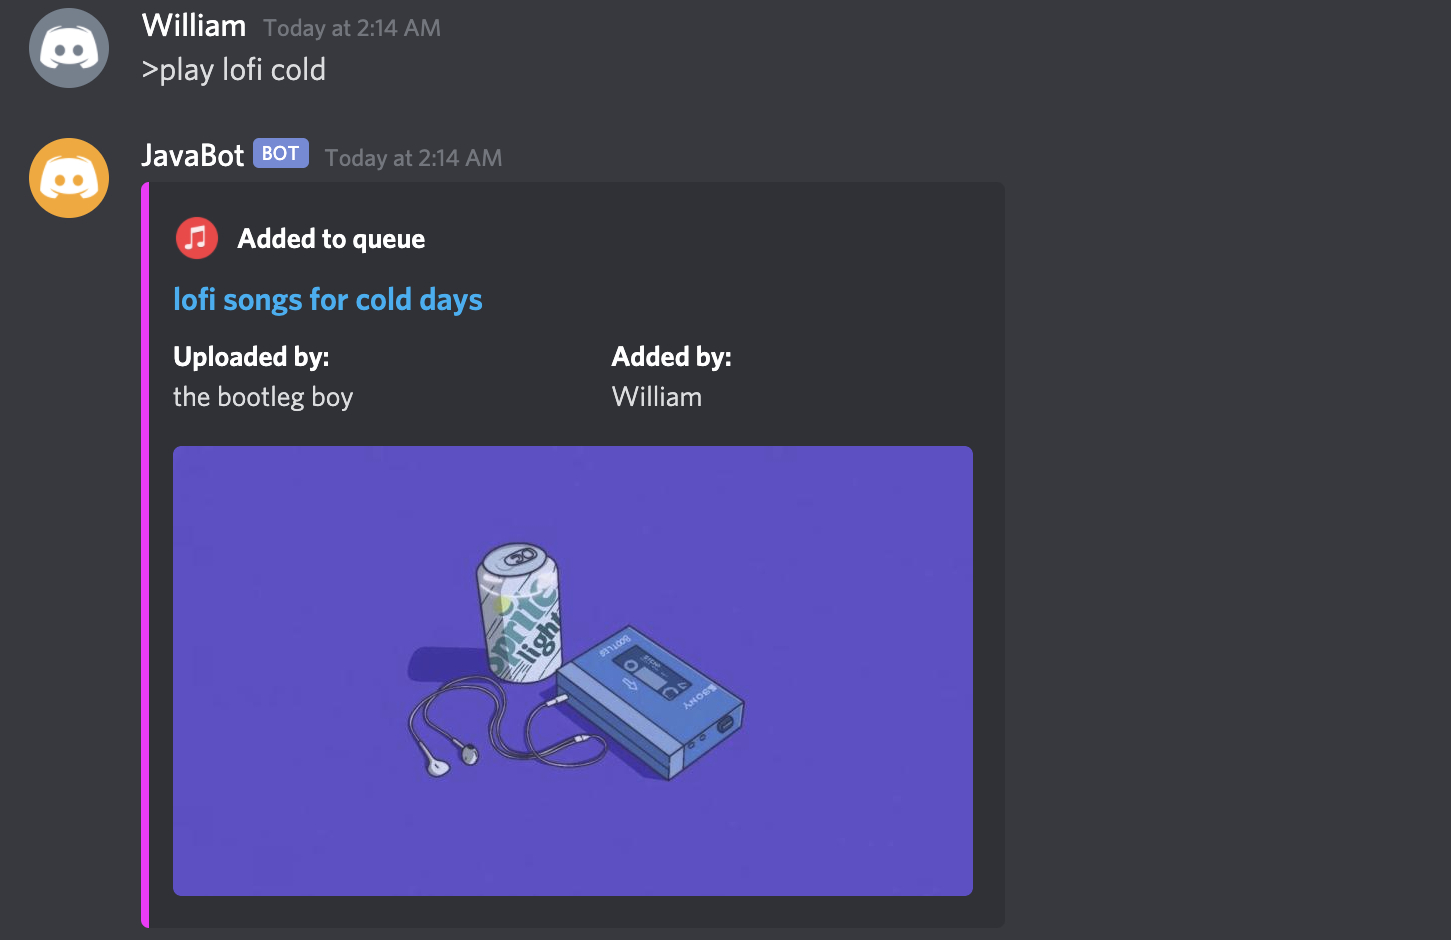 William Today at 2:14 AM
>play lofi cold
JavaBot BOT Today at 2:14 AM
Added to queue
lofi songs for cold days
Uploaded by: Added by:
the bootleg boy William
sprite
light
BOOTLEG
SONY